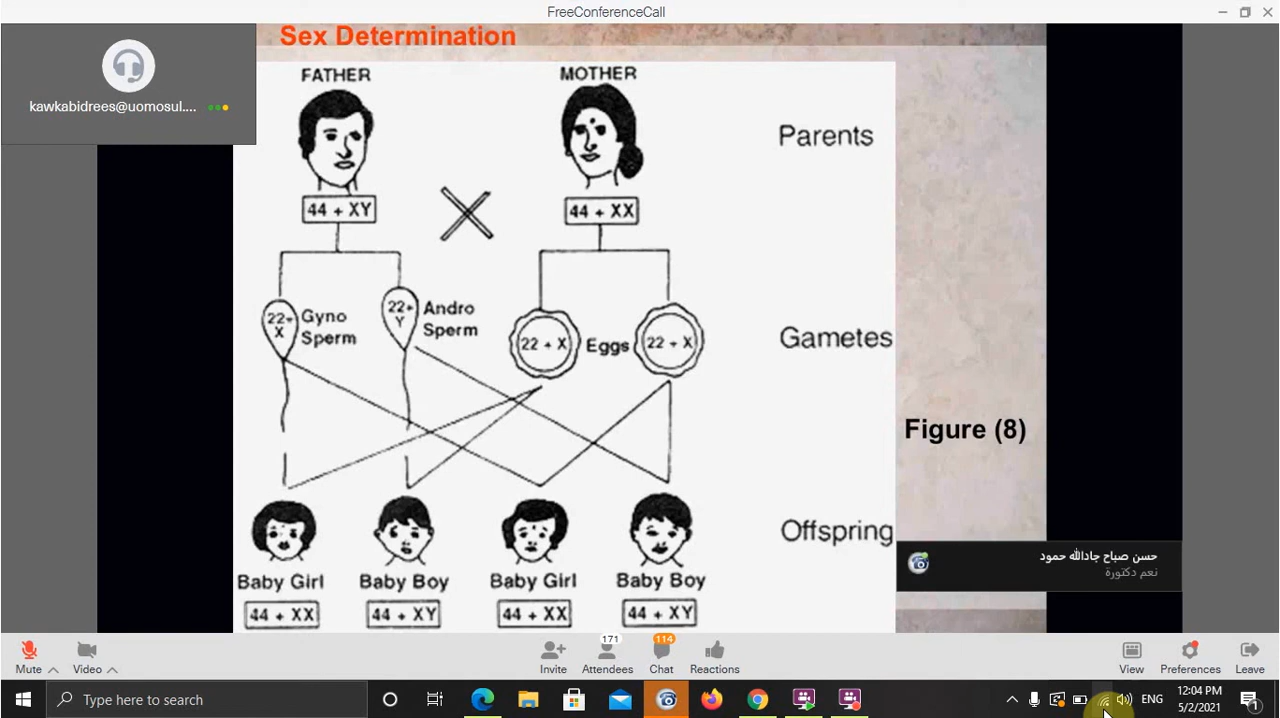 FreeConferenceCall
Sex Determination
kawkabidrees@uomosul....
FATHER
MOTHER
Parents
44 + XY
44 + XX
22+
X
Gyno
Sperm
22+
Y
Andro
Sperm
22 + X
Eggs
22 + X
Gametes
Figure (8)
Offspring
حسن صباح جادالله حمود
نعم دكتورة
Baby Girl
Baby Boy
Baby Girl
Baby Boy
44 + XX
44 + XY
44 + XX
44 + XY
171
114
Mute
Video
Invite
Attendees
Chat
Reactions
View
Preferences
Leave
Type here to search
ENG
12:04 PM
5/2/2021
1